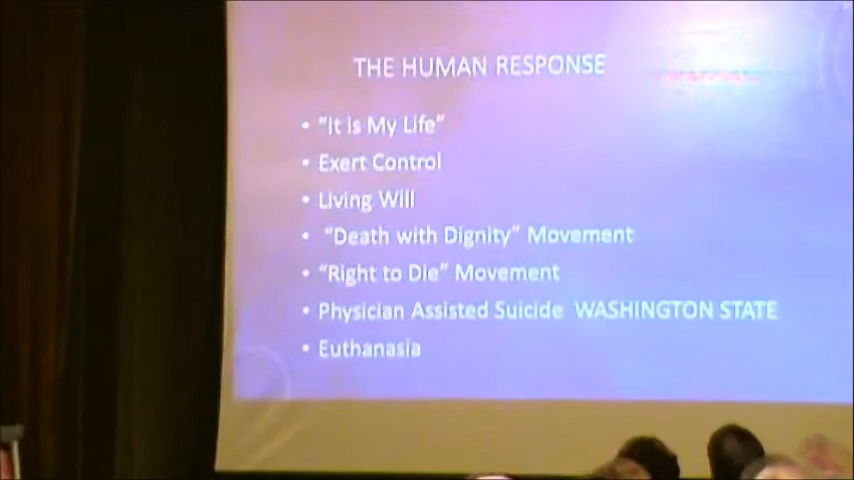 THE HUMAN RESPONSE
• "It is My Life"
• Exert Control
• Living Will
• "Death with Dignity" Movement
• "Right to Die" Movement
• Physician Assisted Suicide WASHINGTON STATE
• Euthanasia